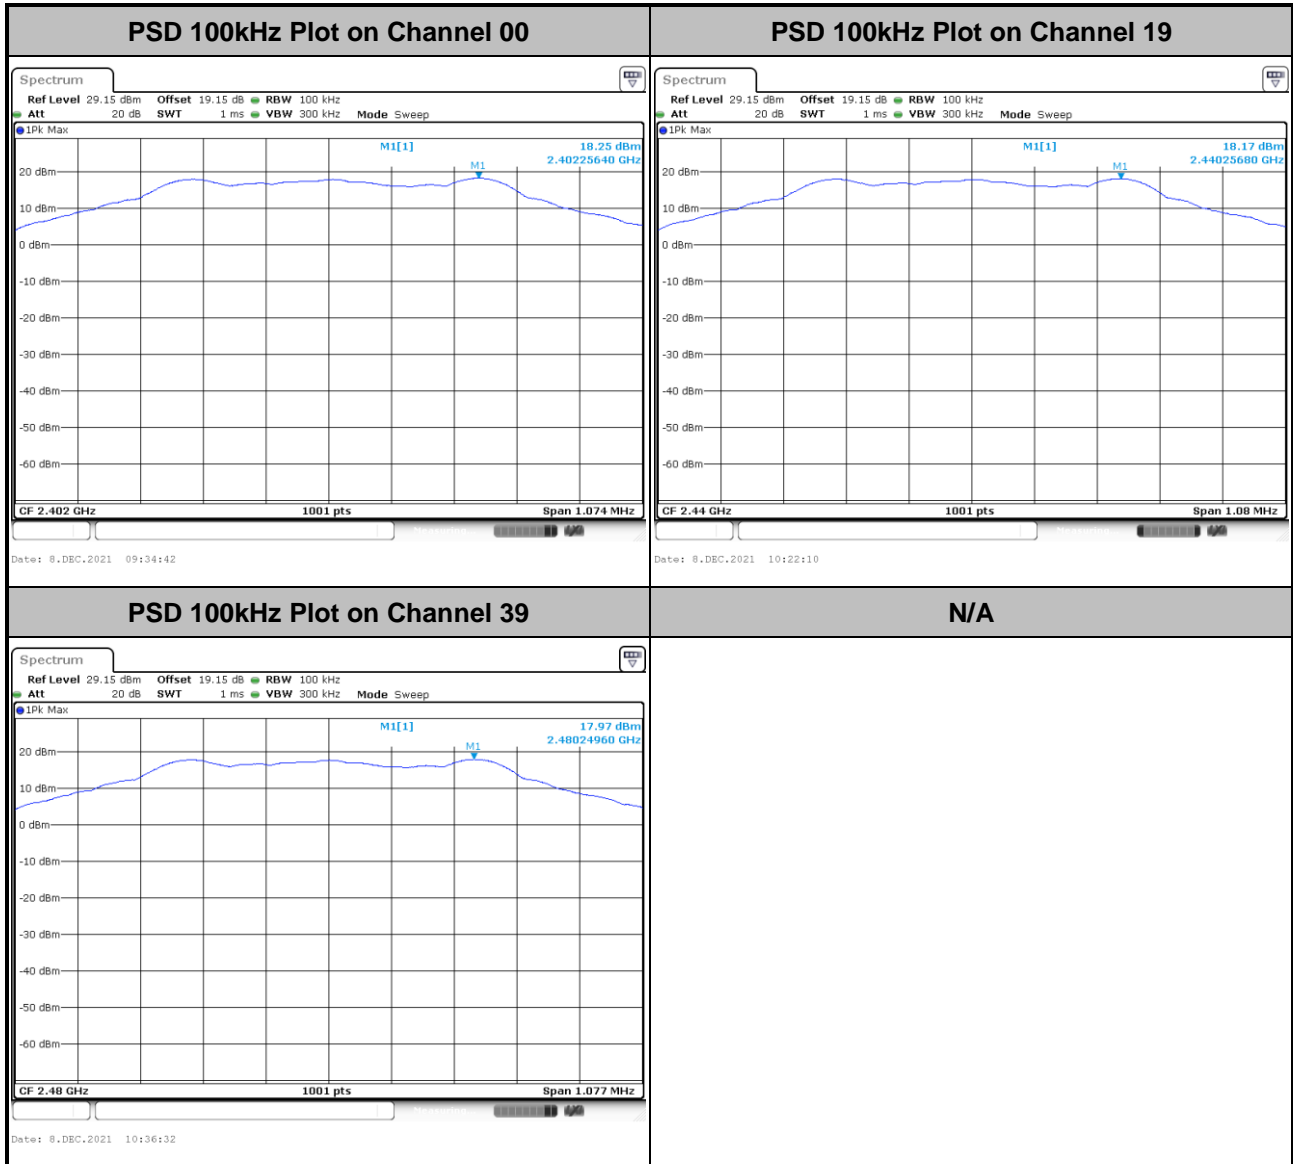 PSD 100kHz Plot on Channel 00
PSD 100kHz Plot on Channel 19
Spectrum
Ref Level 29.15 dBm Offset 19.15 dB RBW 100 kHz
Att 20 dB SWT 1 ms VBW 300 kHz Mode Sweep
1Pk Max
M1[1] 18.25 dBm
2.40225640 GHz
M1
20 dBm
10 dBm
0 dBm
-10 dBm
-20 dBm
-30 dBm
-40 dBm
-50 dBm
-60 dBm
CF 2.402 GHz 1001 pts Span 1.074 MHz
Measuring...
Date: 8.DEC.2021 09:34:42
Spectrum
Ref Level 29.15 dBm Offset 19.15 dB RBW 100 kHz
Att 20 dB SWT 1 ms VBW 300 kHz Mode Sweep
1Pk Max
M1[1] 18.17 dBm
2.44025680 GHz
M1
20 dBm
10 dBm
0 dBm
-10 dBm
-20 dBm
-30 dBm
-40 dBm
-50 dBm
-60 dBm
CF 2.44 GHz 1001 pts Span 1.08 MHz
Measuring...
Date: 8.DEC.2021 10:22:10
PSD 100kHz Plot on Channel 39
N/A
Spectrum
Ref Level 29.15 dBm Offset 19.15 dB RBW 100 kHz
Att 20 dB SWT 1 ms VBW 300 kHz Mode Sweep
1Pk Max
M1[1] 17.97 dBm
2.48024960 GHz
M1
20 dBm
10 dBm
0 dBm
-10 dBm
-20 dBm
-30 dBm
-40 dBm
-50 dBm
-60 dBm
CF 2.48 GHz 1001 pts Span 1.077 MHz
Measuring...
Date: 8.DEC.2021 10:36:32